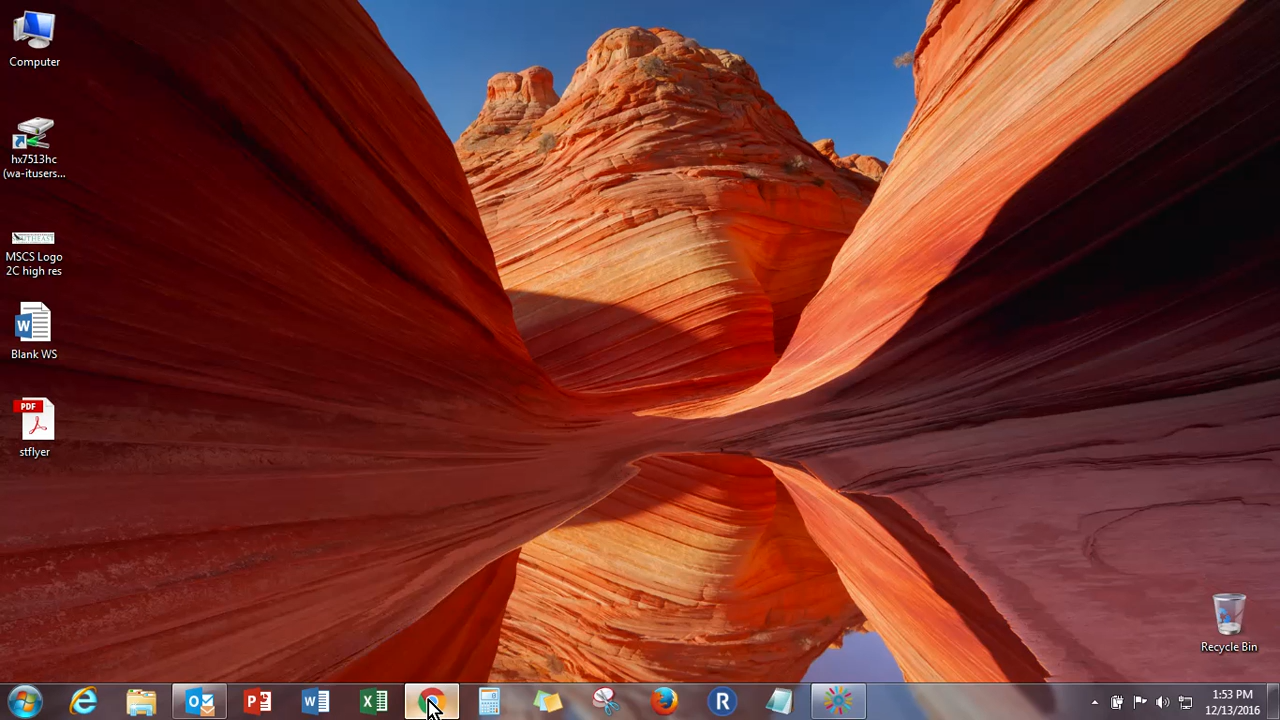 Computer
hx7513hc
(wa-itusers...
MSCS Logo
2C high res
W
Blank WS
PDF
stflyer
Recycle Bin
1:53 PM
12/13/2016